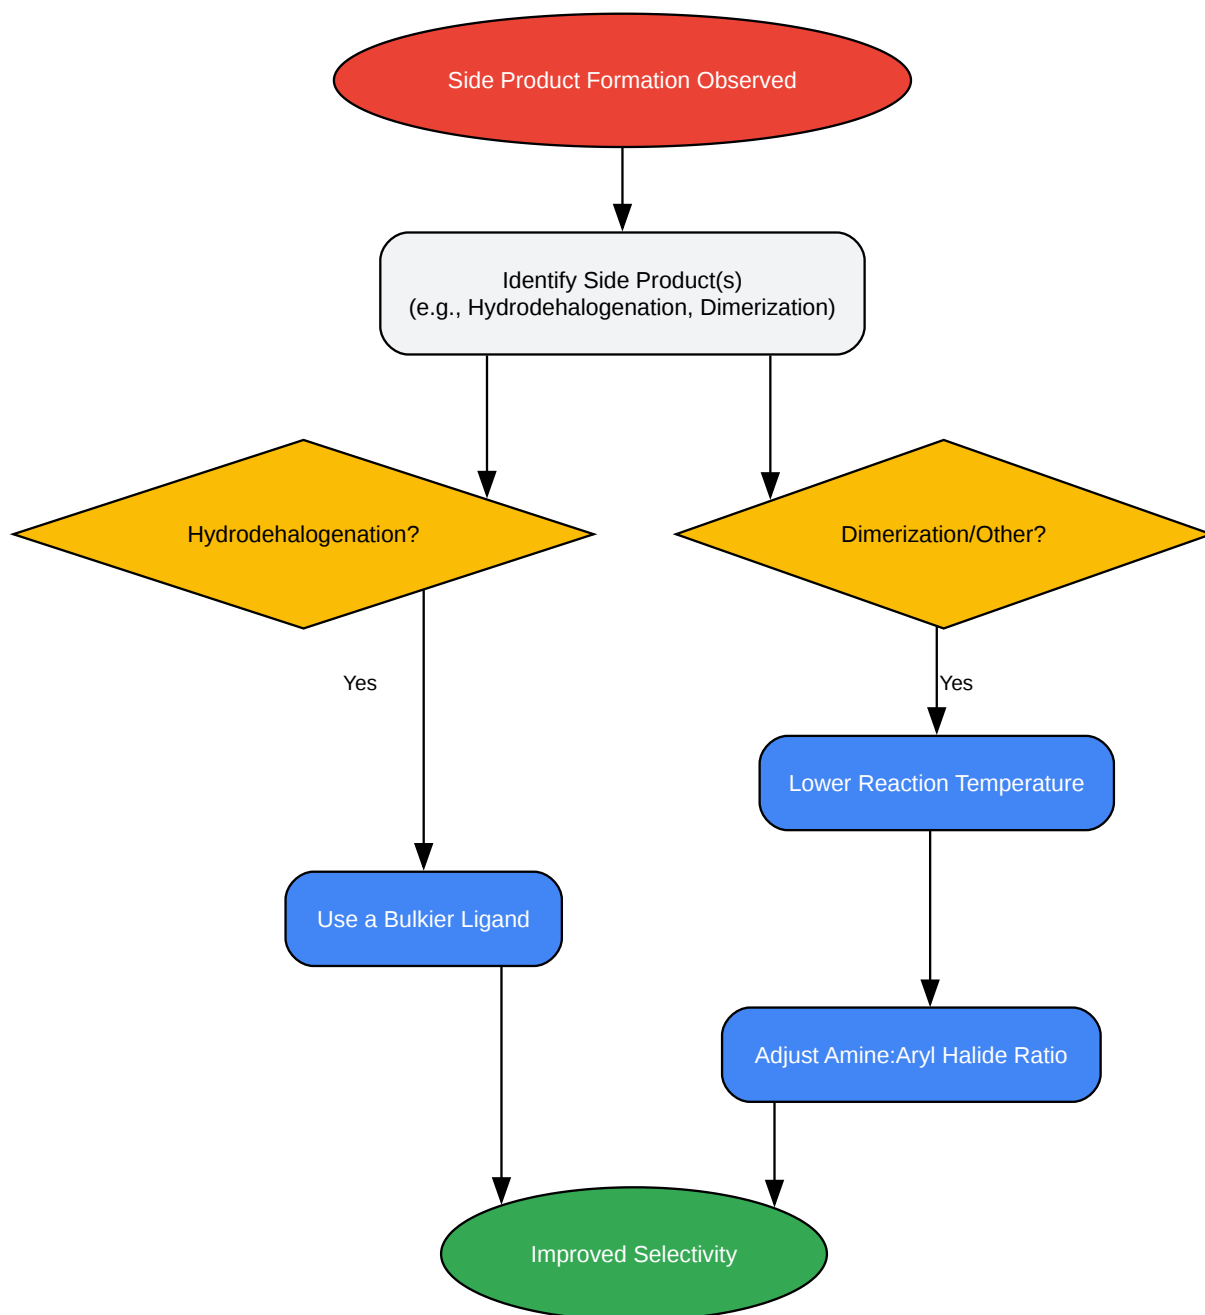 Side Product Formation Observed
Identify Side Product(s)
(e.g., Hydrodehalogenation, Dimerization)
Hydrodehalogenation?
Dimerization/Other?
Yes
Yes
Lower Reaction Temperature
Use a Bulkier Ligand
Adjust Amine:Aryl Halide Ratio
Improved Selectivity